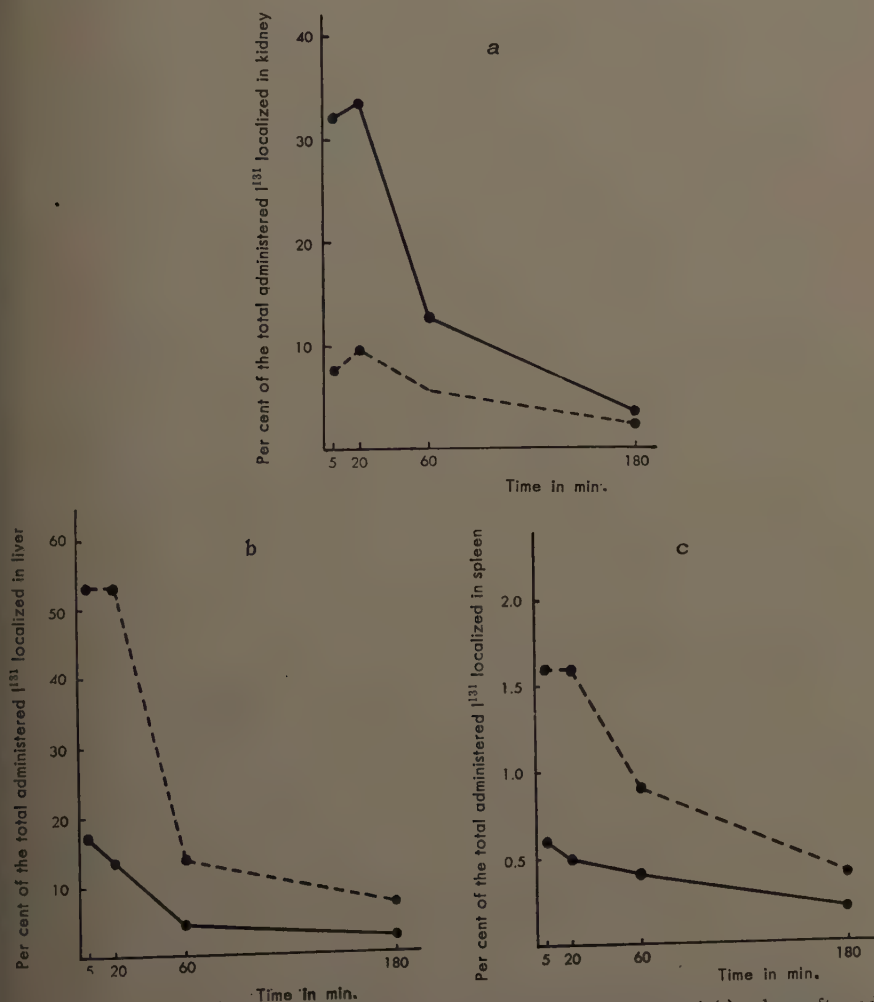 a
Per cent of the total administered I¹³¹ localized in kidney
40
30
20
10
5 20 60 180
Time in min.
b
Per cent of the total administered I¹³¹ localized in liver
60
50
40
30
20
10
5 20 60 180
Time in min.
c
Per cent of the total administered I¹³¹ localized in spleen
2.0
1.5
1.0
0.5
5 20 60 180
Time in min.